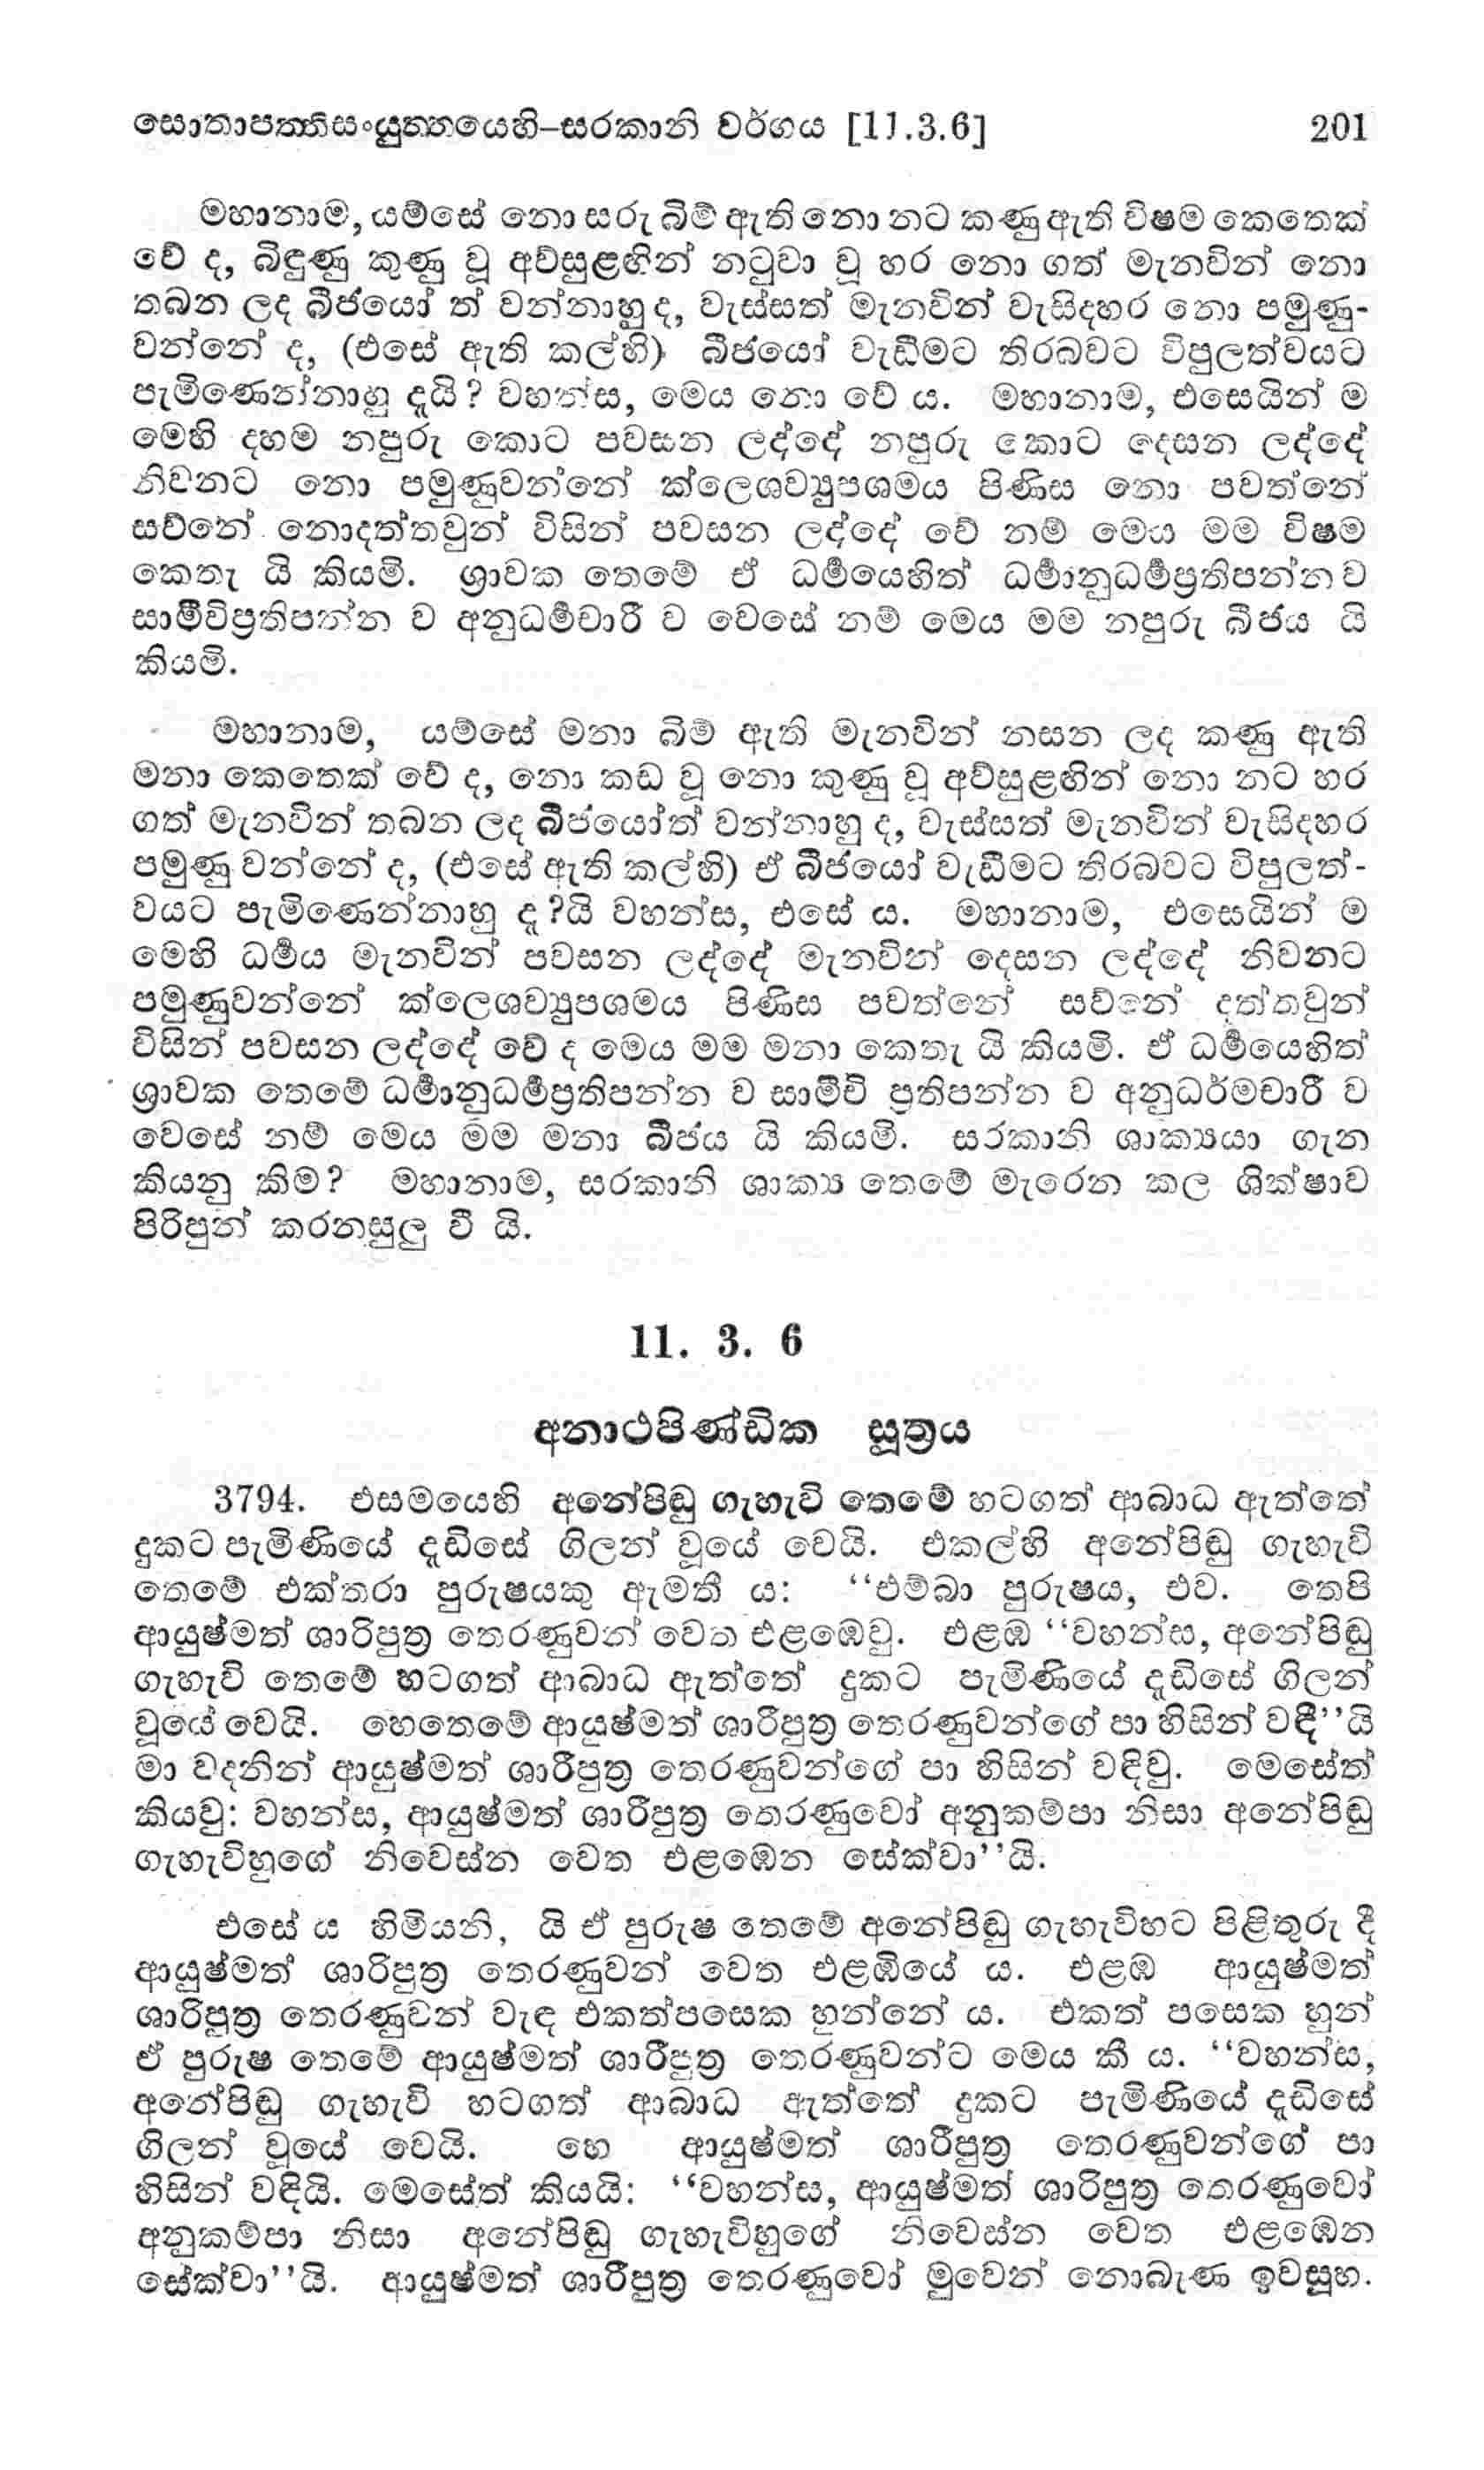 සොතාපත්තිසංයුත්තයෙහි–සරකානි වර්ගය [11.3.6] 201
මහානාම, යම්සේ නො සරු බිම් ඇති නො නට කණු ඇති විෂම කෙතෙක්
වේ ද, බිඳුණු කුණු වූ අව්සුළඟින් නටුවා වූ හර නො ගත් මැනවින් නො
තබන ලද බීජයෝ ත් වන්නාහු ද, වැස්සත් මැනවින් වැසිදහර නො පමුණු-
වන්නේ ද, (එසේ ඇති කල්හි) බීජයෝ වැඩීමට තිරබවට විපුලත්වයට
පැමිණෙන්නාහු දැයි? වහන්ස, මෙය නො වේ ය. මහානාම, එසෙයින් ම
මෙහි දහම නපුරු කොට පවසන ලද්දේ නපුරු කොට දෙසන ලද්දේ
නිවනට නො පමුණුවන්නේ ක්ලෙශව්‍යුපශමය පිණිස නො පවත්නේ
සව්නේ නොදත්තවුන් විසින් පවසන ලද්දේ වේ නම් මෙය මම විෂම
කෙතැ යි කියමි. ශ්‍රාවක තෙමේ ඒ ධර්‍මයෙහිත් ධර්‍මානුධර්‍මප්‍රතිපන්න ව
සාමීචිප්‍රතිපන්න ව අනුධර්‍මචාරී ව වෙසේ නම් මෙය මම නපුරු බීජය යි
කියමි.
මහානාම, යම්සේ මනා බිම් ඇති මැනවින් නසන ලද කණු ඇති
මනා කෙතෙක් වේ ද, නො කඩ වූ නො කුණු වූ අව්සුළඟින් නො නට හර
ගත් මැනවින් තබන ලද බීජයෝත් වන්නාහු ද, වැස්සත් මැනවින් වැසිදහර
පමුණු වන්නේ ද, (එසේ ඇති කල්හි) ඒ බීජයෝ වැඩීමට තිරබවට විපුලත්-
වයට පැමිණෙන්නාහු ද?යි වහන්ස, එසේ ය. මහානාම, එසෙයින් ම
මෙහි ධර්‍මය මැනවින් පවසන ලද්දේ මැනවින් දෙසන ලද්දේ නිවනට
පමුණුවන්නේ ක්ලෙශව්‍යුපශමය පිණිස පවත්නේ සව්නේ දත්තවුන්
විසින් පවසන ලද්දේ වේ ද මෙය මම මනා කෙතැ යි කියමි. ඒ ධර්‍මයෙහිත්
ශ්‍රාවක තෙමේ ධර්‍මානුධර්‍මප්‍රතිපන්න ව සාමීචි ප්‍රතිපන්න ව අනුධර්මචාරී ව
වෙසේ නම් මෙය මම මනා බීජය යි කියමි. සරකානි ශාක්‍යයා ගැන
කියනු කිම? මහානාම, සරකානි ශාක්‍ය තෙමේ මැරෙන කල ශික්ෂාව
පිරිපුන් කරනසුලු වී යි.
11. 3. 6
අනාථපිණ්ඩික සූත්‍රය
3794. එසමයෙහි අනේපිඬු ගැහැවි තෙමේ හටගත් ආබාධ ඇත්තේ
දුකට පැමිණියේ දැඩිසේ ගිලන් වූයේ වෙයි. එකල්හි අනේපිඬු ගැහැවි
තෙමේ එක්තරා පුරුෂයකු ඇමතී ය: “එම්බා පුරුෂය, එව. තෙපි
ආයුෂ්මත් ශාරිපුත්‍ර තෙරණුවන් වෙත එළඹෙවු. එළඹ “වහන්ස, අනේපිඬු
ගැහැවි තෙමේ හටගත් ආබාධ ඇත්තේ දුකට පැමිණියේ දැඩිසේ ගිලන්
වූයේ වෙයි. හෙතෙමේ ආයුෂ්මත් ශාරීපුත්‍ර තෙරණුවන්ගේ පා හිසින් වඳී”යි
මා වදනින් ආයුෂ්මත් ශාරීපුත්‍ර තෙරණුවන්ගේ පා හිසින් වඳිවු. මෙසේත්
කියවු: වහන්ස, ආයුෂ්මත් ශාරීපුත්‍ර තෙරණුවෝ අනුකම්පා නිසා අනේපිඬු
ගැහැවිහුගේ නිවෙස්න වෙත එළඹෙන සේක්වා”යි.
එසේ ය හිමියනි, යි ඒ පුරුෂ තෙමේ අනේපිඬු ගැහැවිහට පිළිතුරු දී
ආයුෂ්මත් ශාරිපුත්‍ර තෙරණුවන් වෙත එළඹියේ ය. එළඹ ආයුෂ්මත්
ශාරිපුත්‍ර තෙරණුවන් වැඳ එකත්පසෙක හුන්නේ ය. එකත් පසෙක හුන්
ඒ පුරුෂ තෙමේ ආයුෂ්මත් ශාරීපුත්‍ර තෙරණුවන්ට මෙය කී ය. “වහන්ස,
අනේපිඬු ගැහැවි හටගත් ආබාධ ඇත්තේ දුකට පැමිණියේ දැඩිසේ
ගිලන් වූයේ වෙයි. හෙ ආයුෂ්මත් ශාරීපුත්‍ර තෙරණුවන්ගේ පා
හිසින් වඳියි. මෙසේත් කියයි: “වහන්ස, ආයුෂ්මත් ශාරිපුත්‍ර තෙරණුවෝ
අනුකම්පා නිසා අනේපිඬු ගැහැවිහුගේ නිවෙස්න වෙත එළඹෙන
සේක්වා”යි. ආයුෂ්මත් ශාරීපුත්‍ර තෙරණුවෝ මුවෙන් නොබැණ ඉවසූහ.